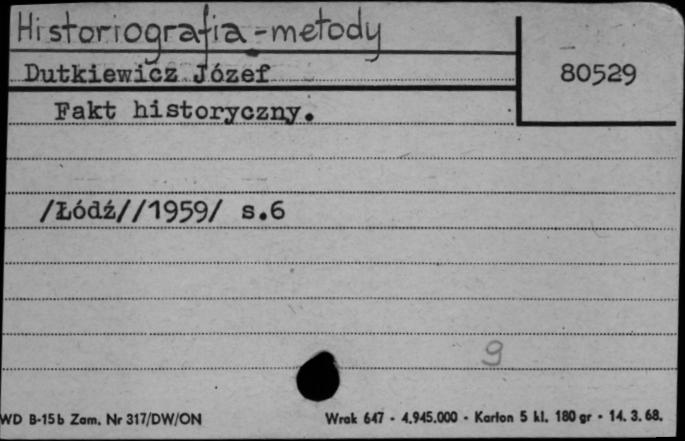 Historiografia - metody
Dutkiewicz Józef
80529
Fakt historyczny.
/Łódź//1959/ s.6
9
WD B-15b Zam. Nr 317/DW/ON
Wrak 647 - 4.945.000 - Karton 5 kl. 180 gr - 14. 3. 68.